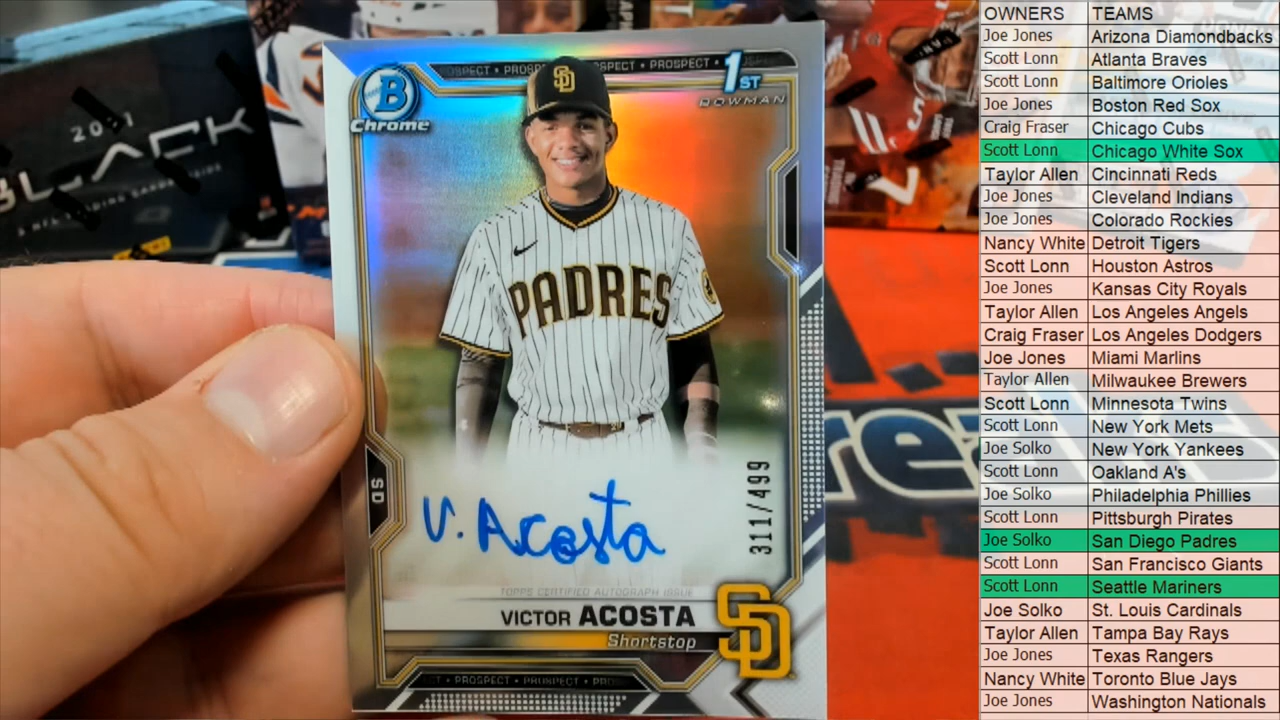 2021
BLACK
PROSPECT • PROSPECT • PROSPECT
1ST
BOWMAN
B
Chrome
SD
PADRES
SD
V. Acosta
311/499
TOPPS CERTIFIED AUTOGRAPH ISSUE
VICTOR ACOSTA
Shortstop
SD
PROSPECT • PROSPECT
OWNERS TEAMS
Joe Jones Arizona Diamondbacks
Scott Lonn Atlanta Braves
Scott Lonn Baltimore Orioles
Joe Jones Boston Red Sox
Craig Fraser Chicago Cubs
Scott Lonn Chicago White Sox
Taylor Allen Cincinnati Reds
Joe Jones Cleveland Indians
Joe Jones Colorado Rockies
Nancy White Detroit Tigers
Scott Lonn Houston Astros
Joe Jones Kansas City Royals
Taylor Allen Los Angeles Angels
Craig Fraser Los Angeles Dodgers
Joe Jones Miami Marlins
Taylor Allen Milwaukee Brewers
Scott Lonn Minnesota Twins
Scott Lonn New York Mets
Joe Solko New York Yankees
Scott Lonn Oakland A's
Joe Solko Philadelphia Phillies
Scott Lonn Pittsburgh Pirates
Joe Solko San Diego Padres
Scott Lonn San Francisco Giants
Scott Lonn Seattle Mariners
Joe Solko St. Louis Cardinals
Taylor Allen Tampa Bay Rays
Joe Jones Texas Rangers
Nancy White Toronto Blue Jays
Joe Jones Washington Nationals